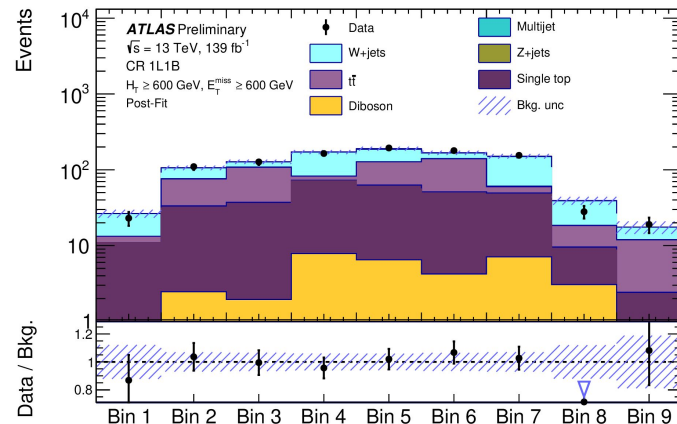 Events
10⁴
10³
10²
10
1
ATLAS Preliminary
√s = 13 TeV, 139 fb⁻¹
CR 1L1B
H_T ≥ 600 GeV, E_T^miss ≥ 600 GeV
Post-Fit
Data
W+jets
tt̄
Diboson
Multijet
Z+jets
Single top
Bkg. unc
Data / Bkg.
1.2
1
0.8
Bin 1 Bin 2 Bin 3 Bin 4 Bin 5 Bin 6 Bin 7 Bin 8 Bin 9